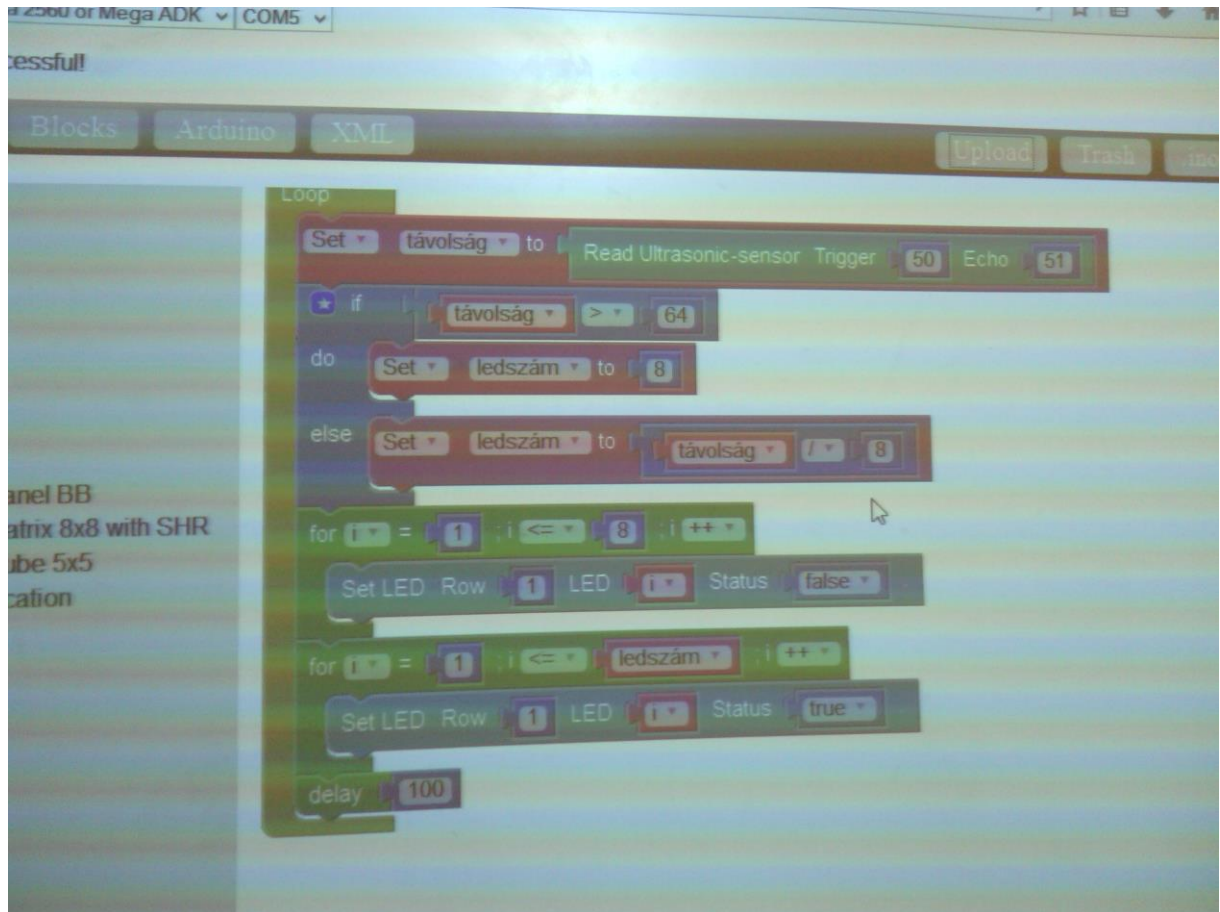 2560 or Mega ADK COM5
cessful!
Blocks Arduino XML Upload Trash .ino
Loop
Set távolság to Read Ultrasonic-sensor Trigger 50 Echo 51
if távolság > 64
do Set ledszám to 8
else Set ledszám to távolság / 8
for i = 1 ; i <= 8 ; i ++
Set LED Row 1 LED i Status false
for i = 1 ; i <= ledszám ; i ++
Set LED Row 1 LED i Status true
delay 100
anel BB
atrix 8x8 with SHR
ube 5x5
cation